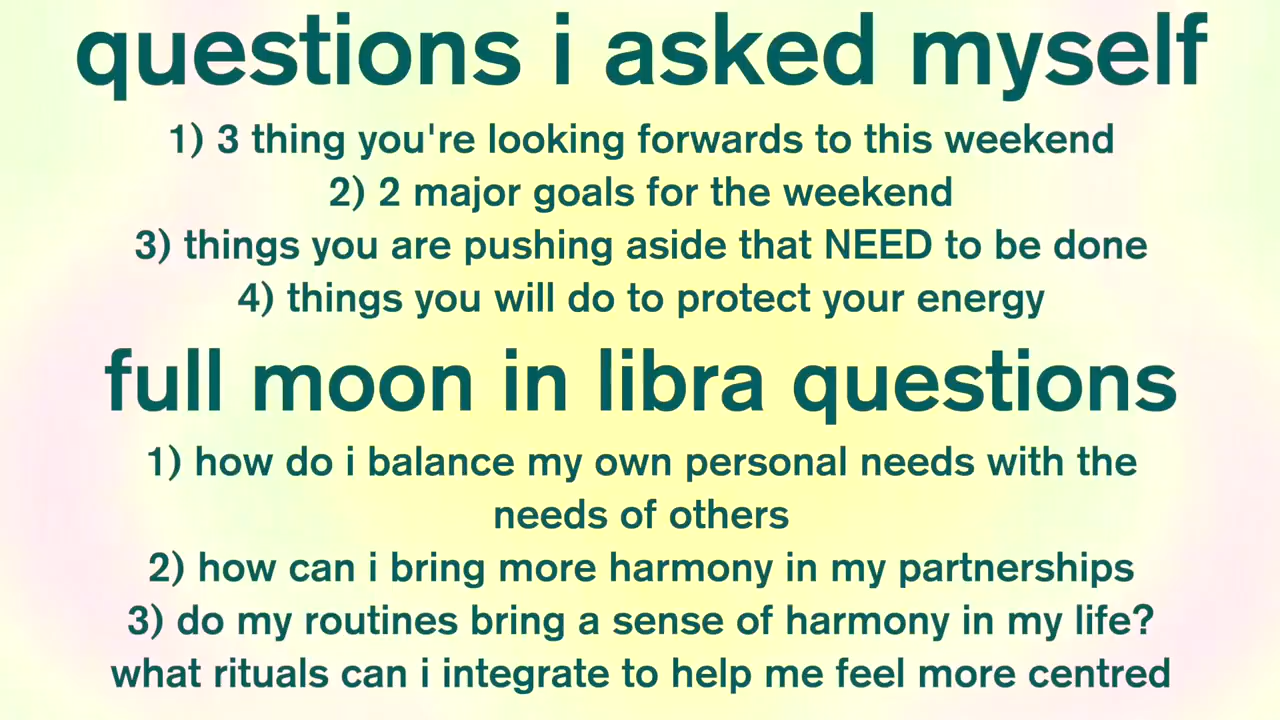 questions i asked myself
1) 3 thing you're looking forwards to this weekend
2) 2 major goals for the weekend
3) things you are pushing aside that NEED to be done
4) things you will do to protect your energy
full moon in libra questions
1) how do i balance my own personal needs with the
needs of others
2) how can i bring more harmony in my partnerships
3) do my routines bring a sense of harmony in my life?
what rituals can i integrate to help me feel more centred